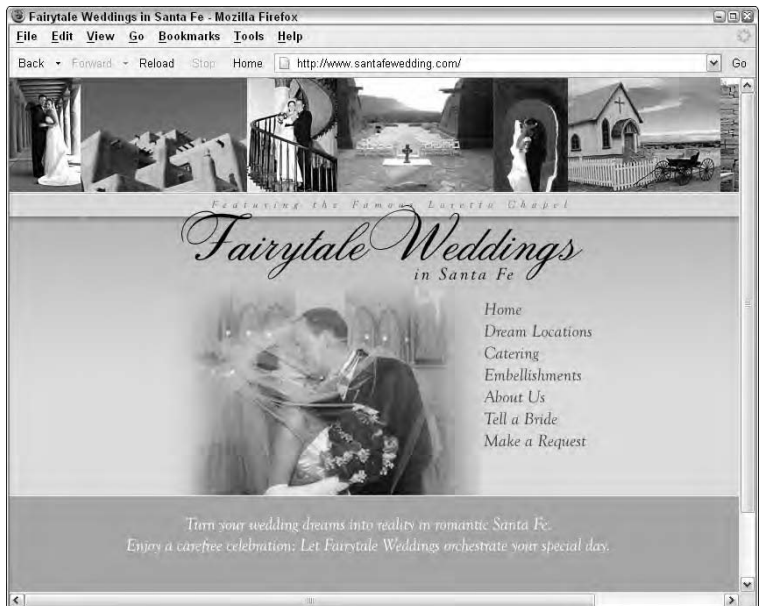 Fairytale Weddings in Santa Fe - Mozilla Firefox
File Edit View Go Bookmarks Tools Help
Back Forward Reload Stop Home http://www.santafewedding.com/ Go
Featuring the Famous Loretto Chapel
Fairytale Weddings
in Santa Fe
Home
Dream Locations
Catering
Embellishments
About Us
Tell a Bride
Make a Request
Turn your wedding dreams into reality in romantic Santa Fe.
Enjoy a carefree celebration: Let Fairytale Weddings orchestrate your special day.